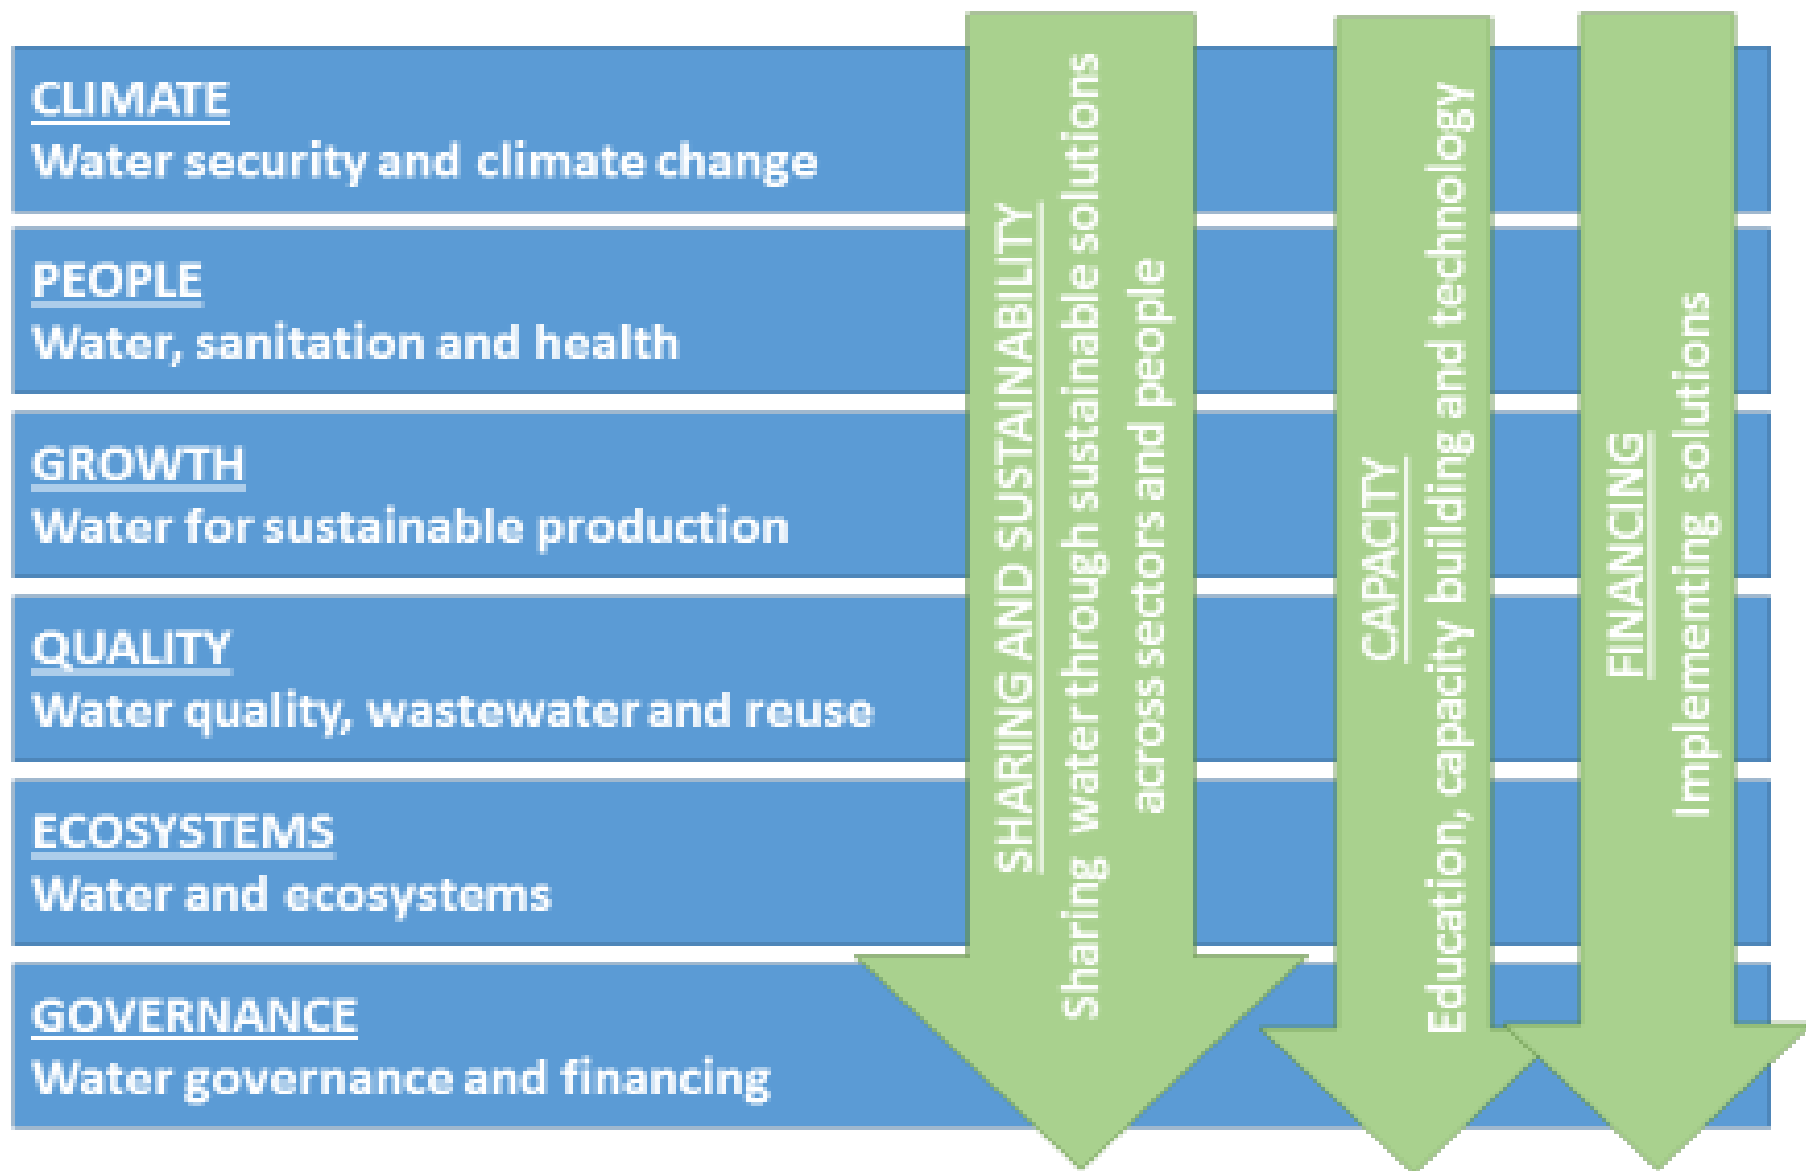 CLIMATE
Water security and climate change
PEOPLE
Water, sanitation and health
GROWTH
Water for sustainable production
QUALITY
Water quality, wastewater and reuse
ECOSYSTEMS
Water and ecosystems
GOVERNANCE
Water governance and financing
SHARING AND SUSTAINABILITY
Sharing water through sustainable solutions
across sectors and people
CAPACITY
Education, capacity building and technology
FINANCING
Implementing solutions